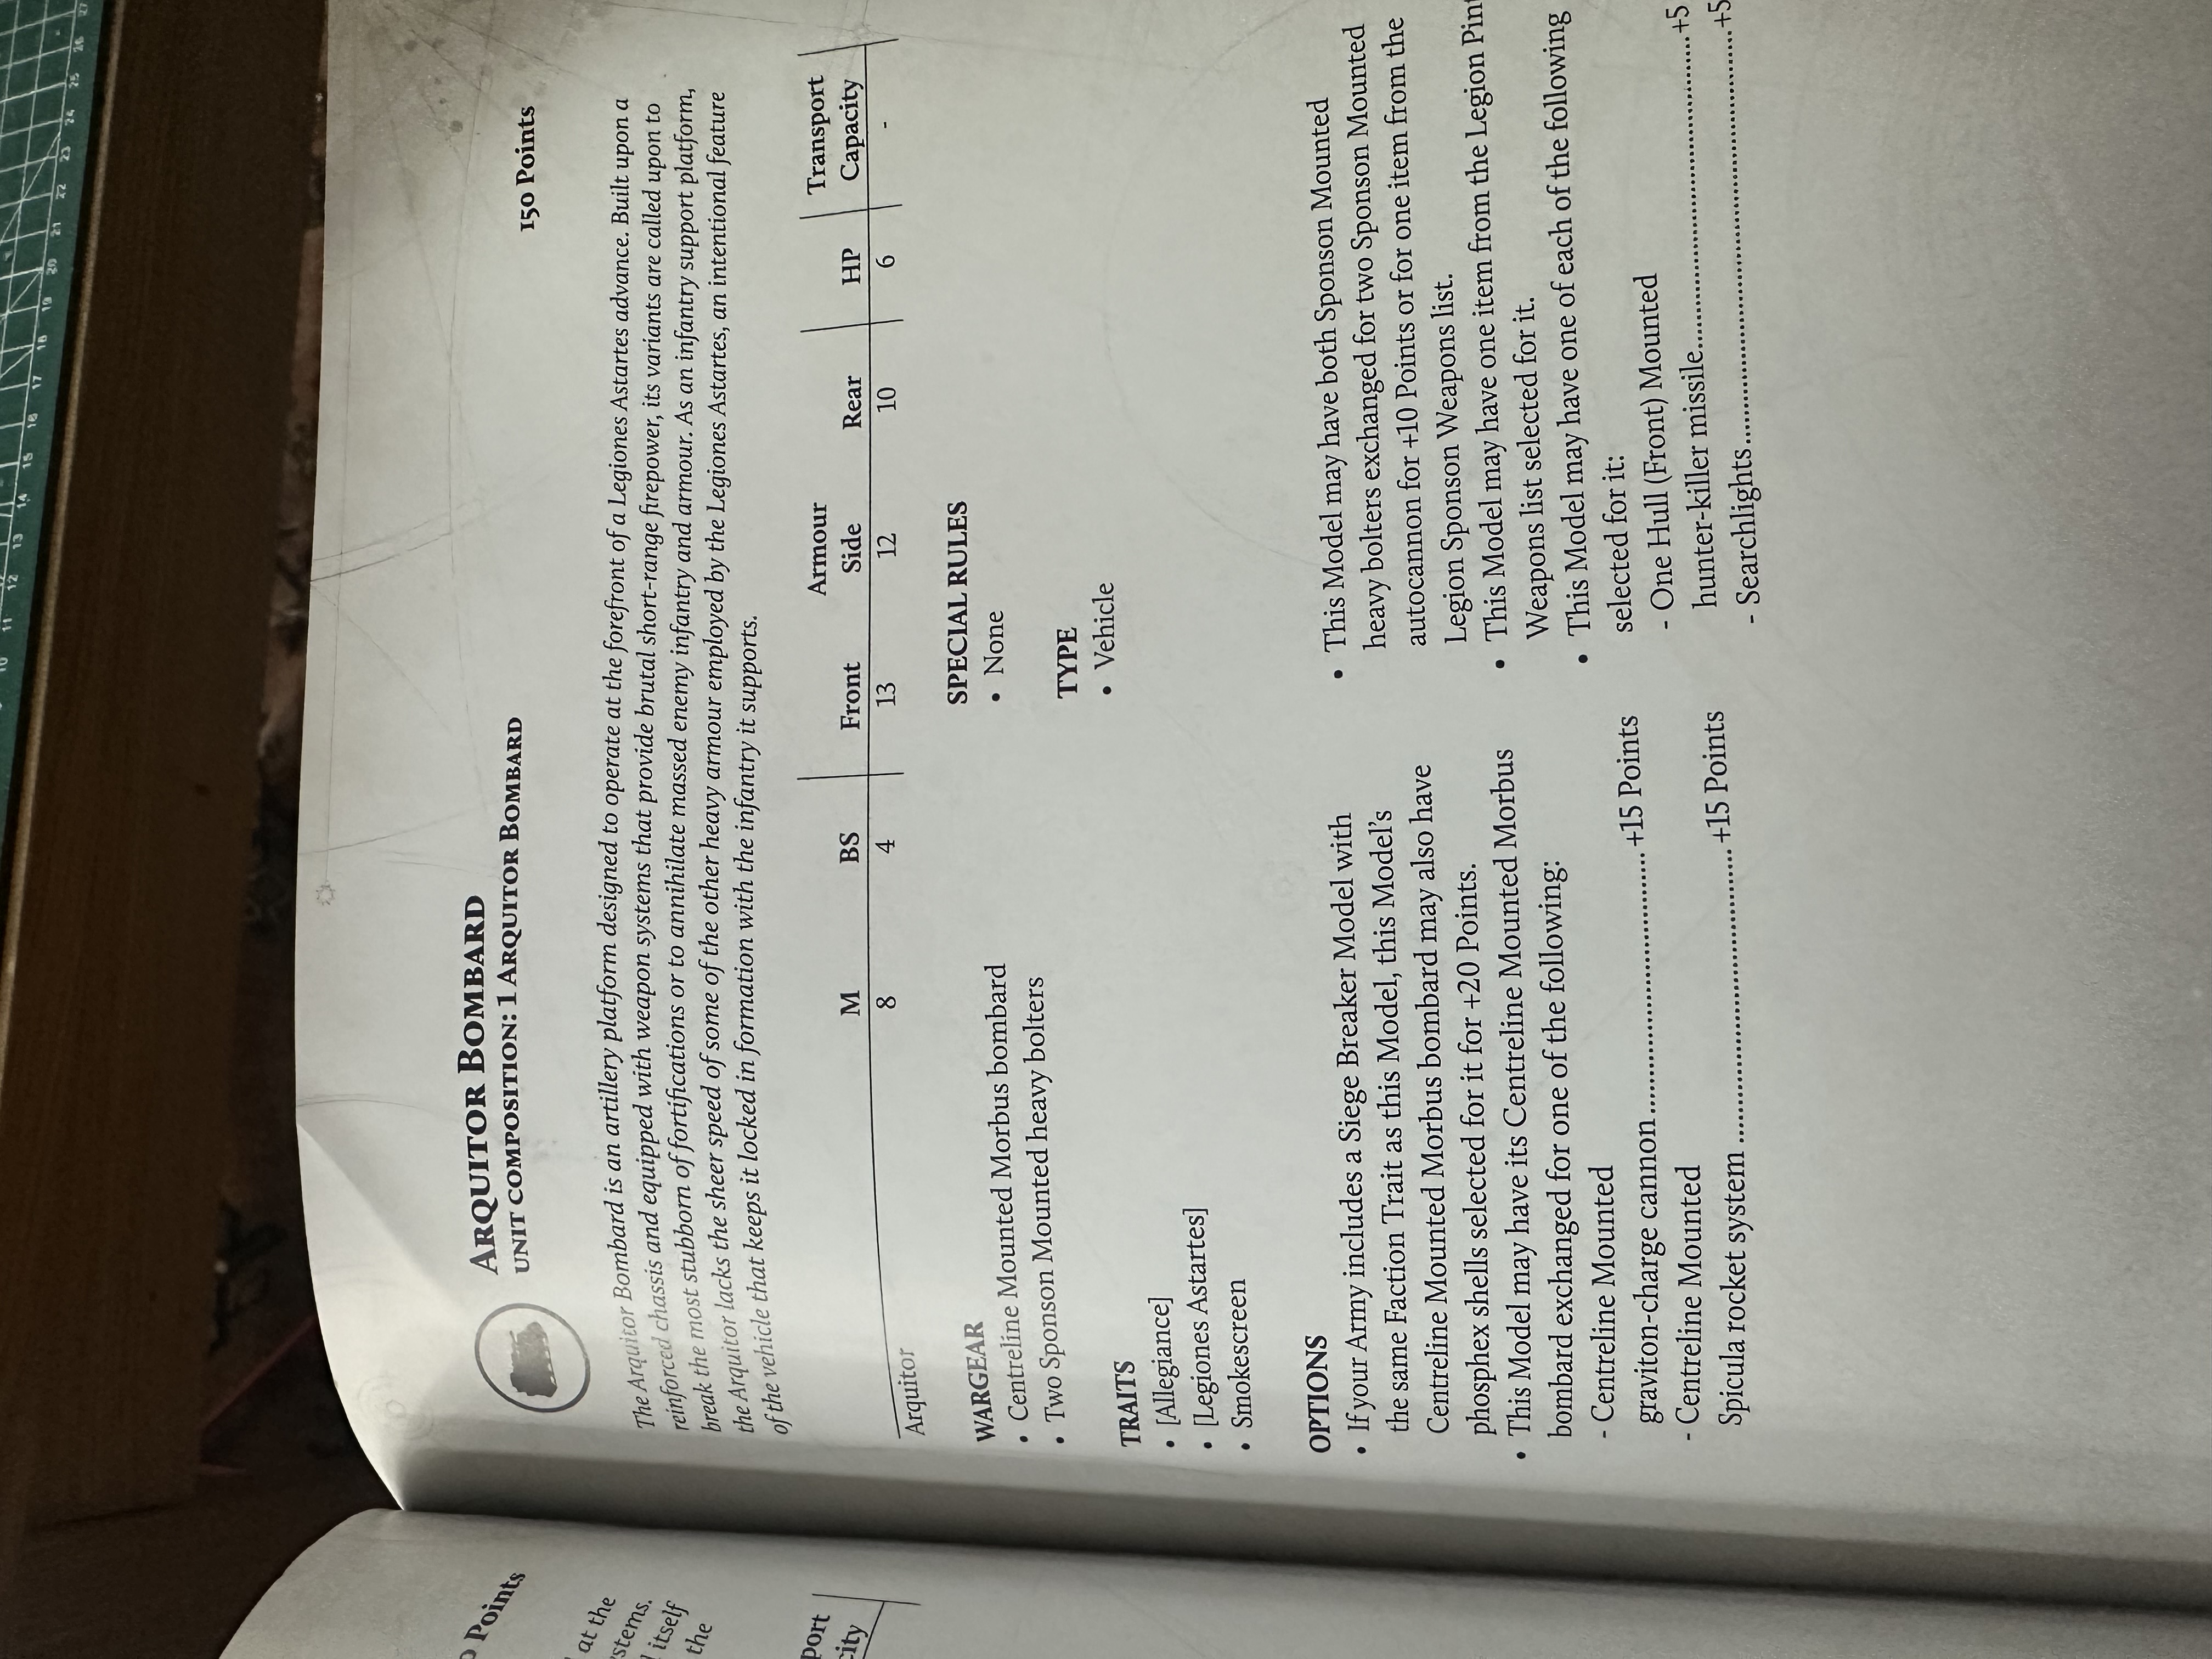 10 11 12 13 14 15 16 17 18 19 20 21 22 23 24 25 26 27
Points
at the
itself
the
ARQUITOR BOMBARD
UNIT COMPOSITION: 1 ARQUITOR BOMBARD
150 Points
The Arquitor Bombard is an artillery platform designed to operate at the forefront of a Legiones Astartes advance. Built upon a
reinforced chassis and equipped with weapon systems that provide brutal short-range firepower, its variants are called upon to
break the most stubborn of fortifications or to annihilate massed enemy infantry and armour. As an infantry support platform,
the Arquitor lacks the sheer speed of some of the other heavy armour employed by the Legiones Astartes, an intentional feature
of the vehicle that keeps it locked in formation with the infantry it supports.
Armour Transport
M BS Front Side Rear HP Capacity
Arquitor 8 4 13 12 10 6 -
WARGEAR
• Centreline Mounted Morbus bombard
• Two Sponson Mounted heavy bolters
TRAITS
• [Allegiance]
• [Legiones Astartes]
• Smokescreen
SPECIAL RULES
• None
TYPE
• Vehicle
OPTIONS
• If your Army includes a Siege Breaker Model with
the same Faction Trait as this Model, this Model's
Centreline Mounted Morbus bombard may also have
phosphex shells selected for it for +20 Points.
• This Model may have its Centreline Mounted Morbus
bombard exchanged for one of the following:
- Centreline Mounted
graviton-charge cannon ................................... +15 Points
- Centreline Mounted
Spicula rocket system ....................................... +15 Points
• This Model may have both Sponson Mounted
heavy bolters exchanged for two Sponson Mounted
autocannon for +10 Points or for one item from the
Legion Sponson Weapons list.
• This Model may have one item from the Legion
Weapons list selected for it.
• This Model may have one of each of the following
selected for it:
- One Hull (Front) Mounted
hunter-killer missile.......................................... +5
- Searchlights........................................................ +5